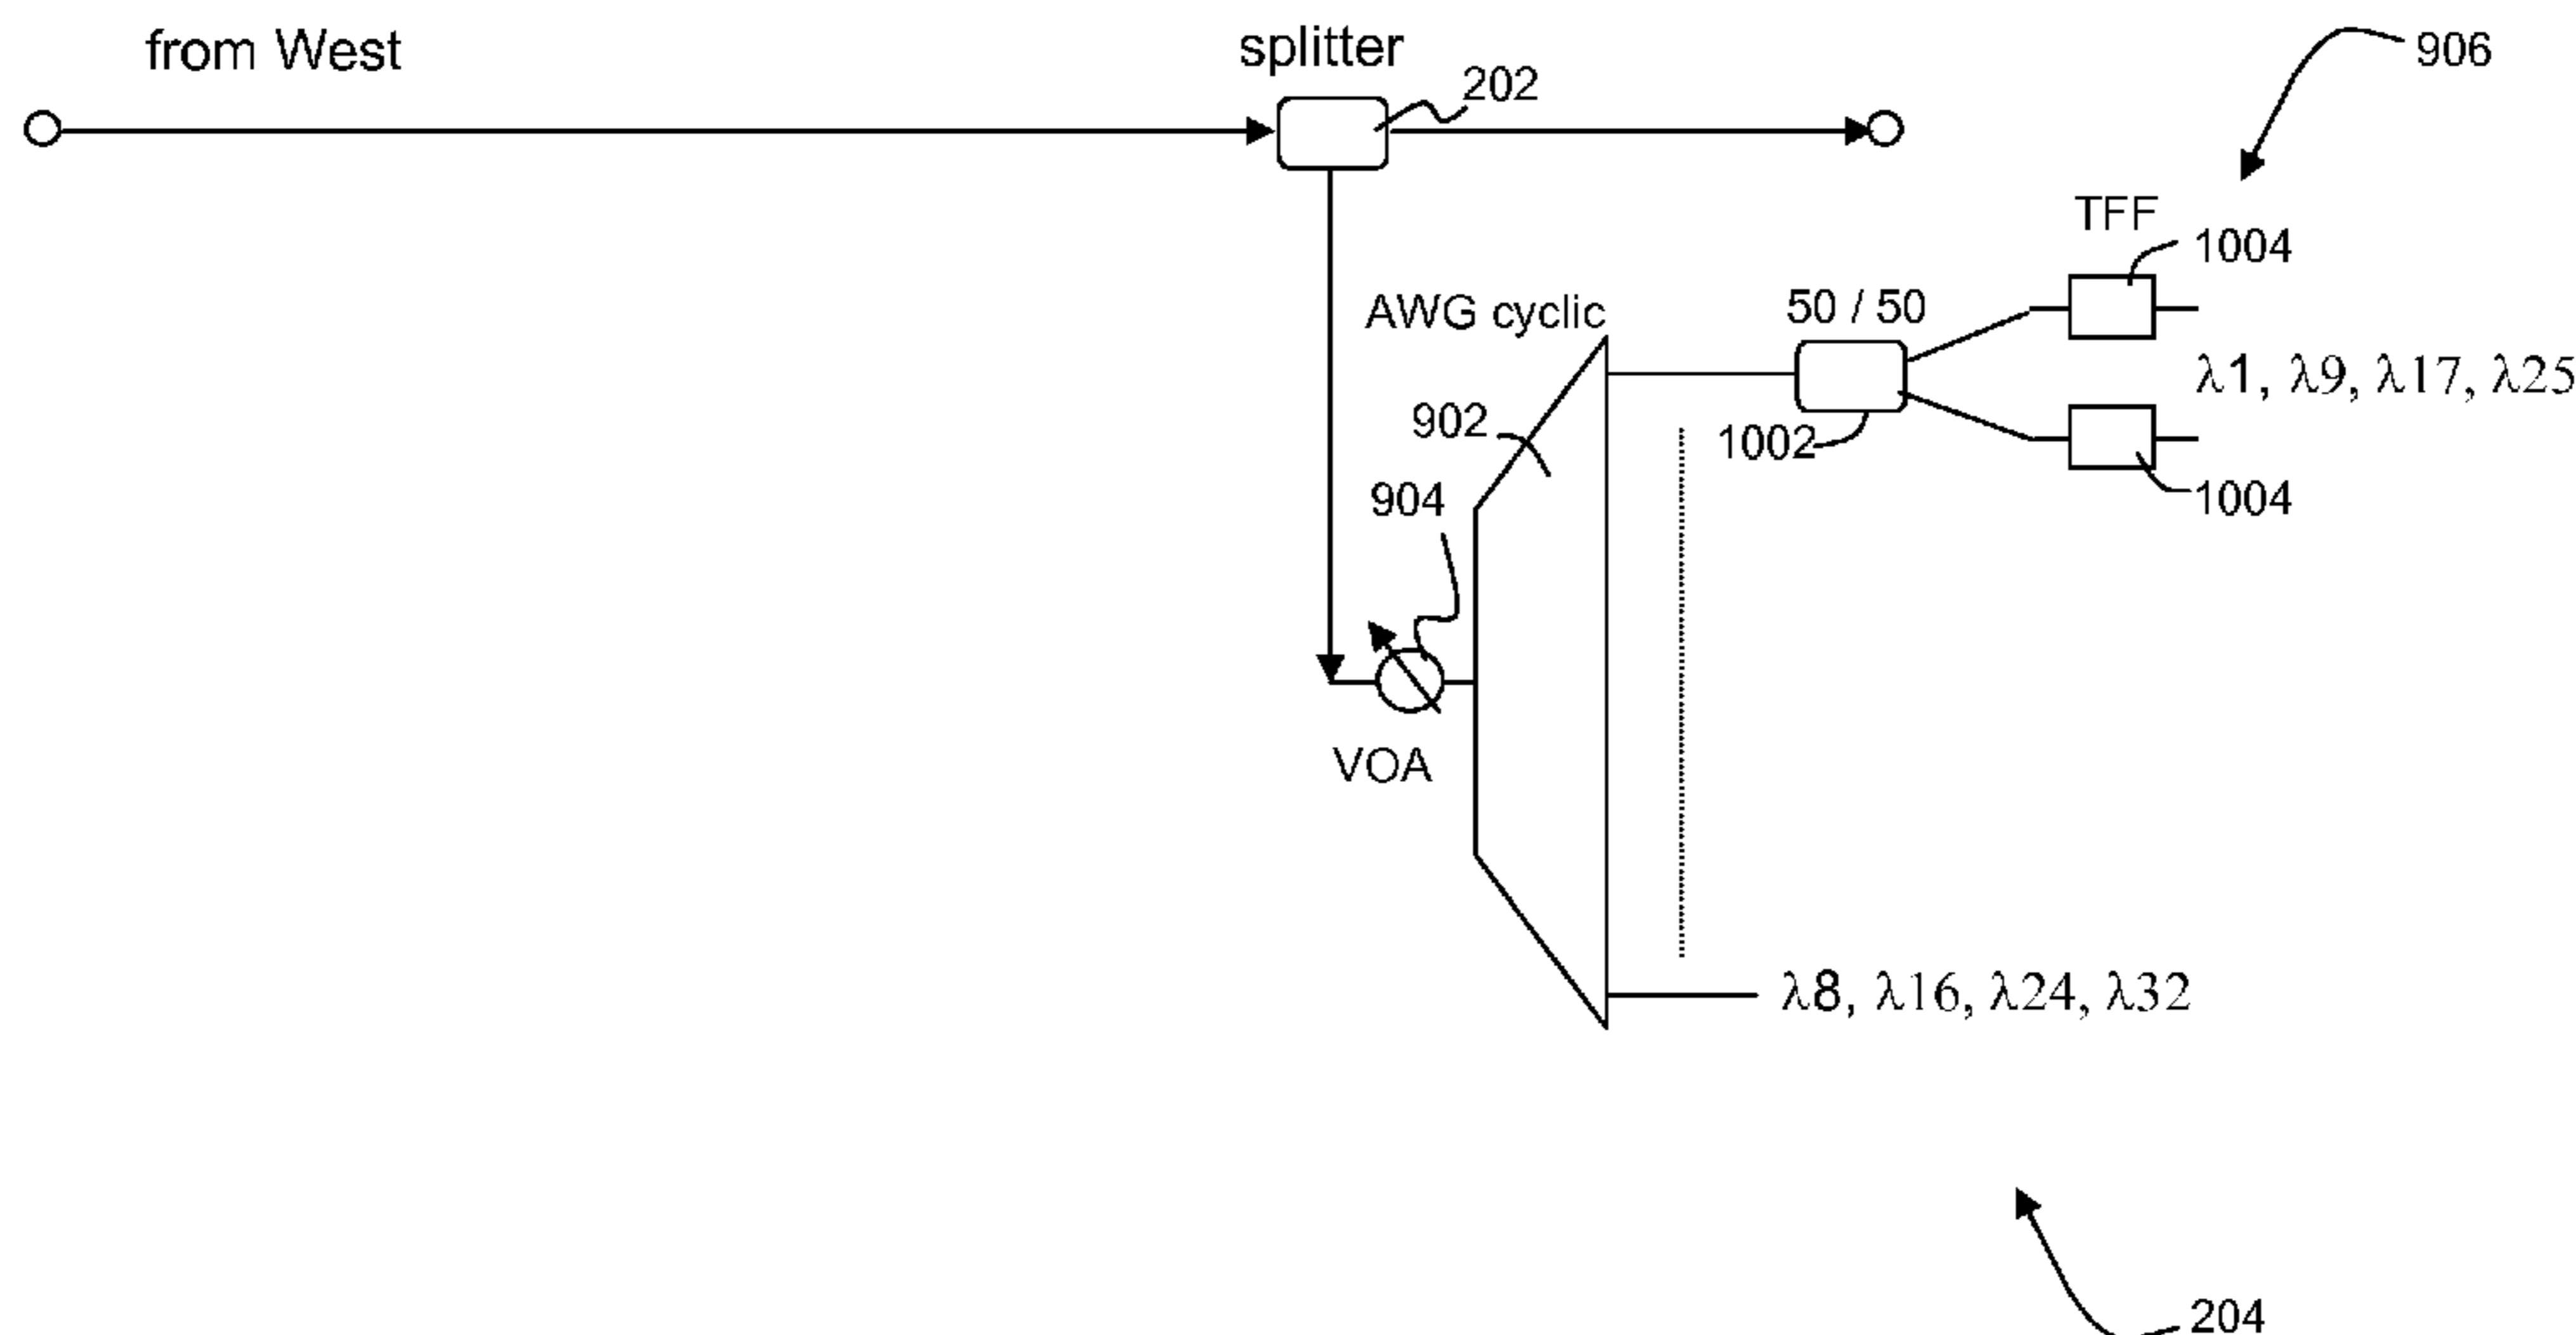 from West
splitter
202
906
TFF
1004
AWG cyclic
50 / 50
λ1, λ9, λ17, λ25
902
1002
904
1004
VOA
λ8, λ16, λ24, λ32
204